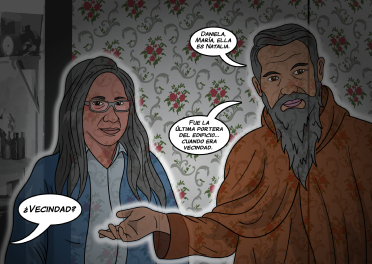 DANIELA,
MARÍA, ELLA
ES NATALIA.
FUE LA
ÚLTIMA PORTERA
DEL EDIFICIO...
CUANDO ERA
VECINDAD.
¿VECINDAD?